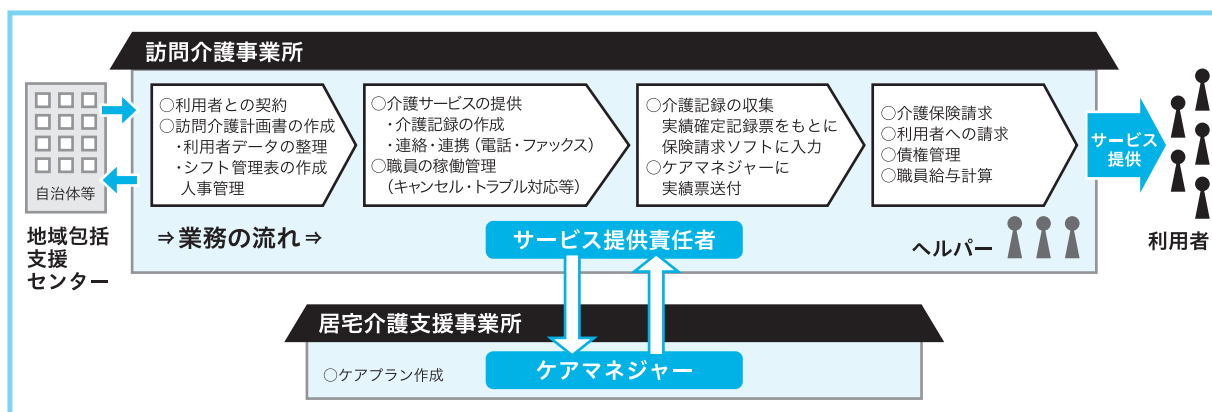 訪問介護事業所
自治体等
地域包括
支援
センター
○利用者との契約
○訪問介護計画書の作成
・利用者データの整理
・シフト管理表の作成
人事管理
○介護サービスの提供
・介護記録の作成
・連絡・連携（電話・ファックス）
○職員の稼働管理
（キャンセル・トラブル対応等）
○介護記録の収集
実績確定記録票をもとに
保険請求ソフトに入力
○ケアマネジャーに
実績票送付
○介護保険請求
○利用者への請求
○債権管理
○職員給与計算
サービス
提供
利用者
⇒業務の流れ⇒
サービス提供責任者
ヘルパー
居宅介護支援事業所
○ケアプラン作成
ケアマネジャー